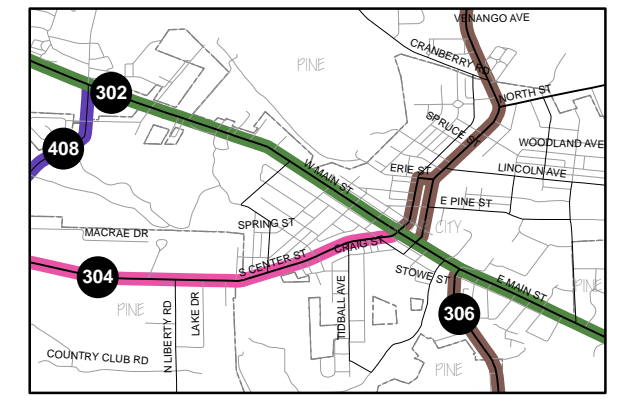 VENANGO AVE
CRANBERRY RD
PINE
302
NORTH ST
SPRUCE ST
408
WOODLAND AVE
W MAIN ST
ERIE ST
LINCOLN AVE
E PINE ST
SPRING ST
CITY
MACRAE DR
CRAIG ST
S CENTER ST
STOWE ST
304
E MAIN ST
PINE
TIDBALL AVE
LAKE DR
N LIBERTY RD
PINE
306
COUNTRY CLUB RD
PINE